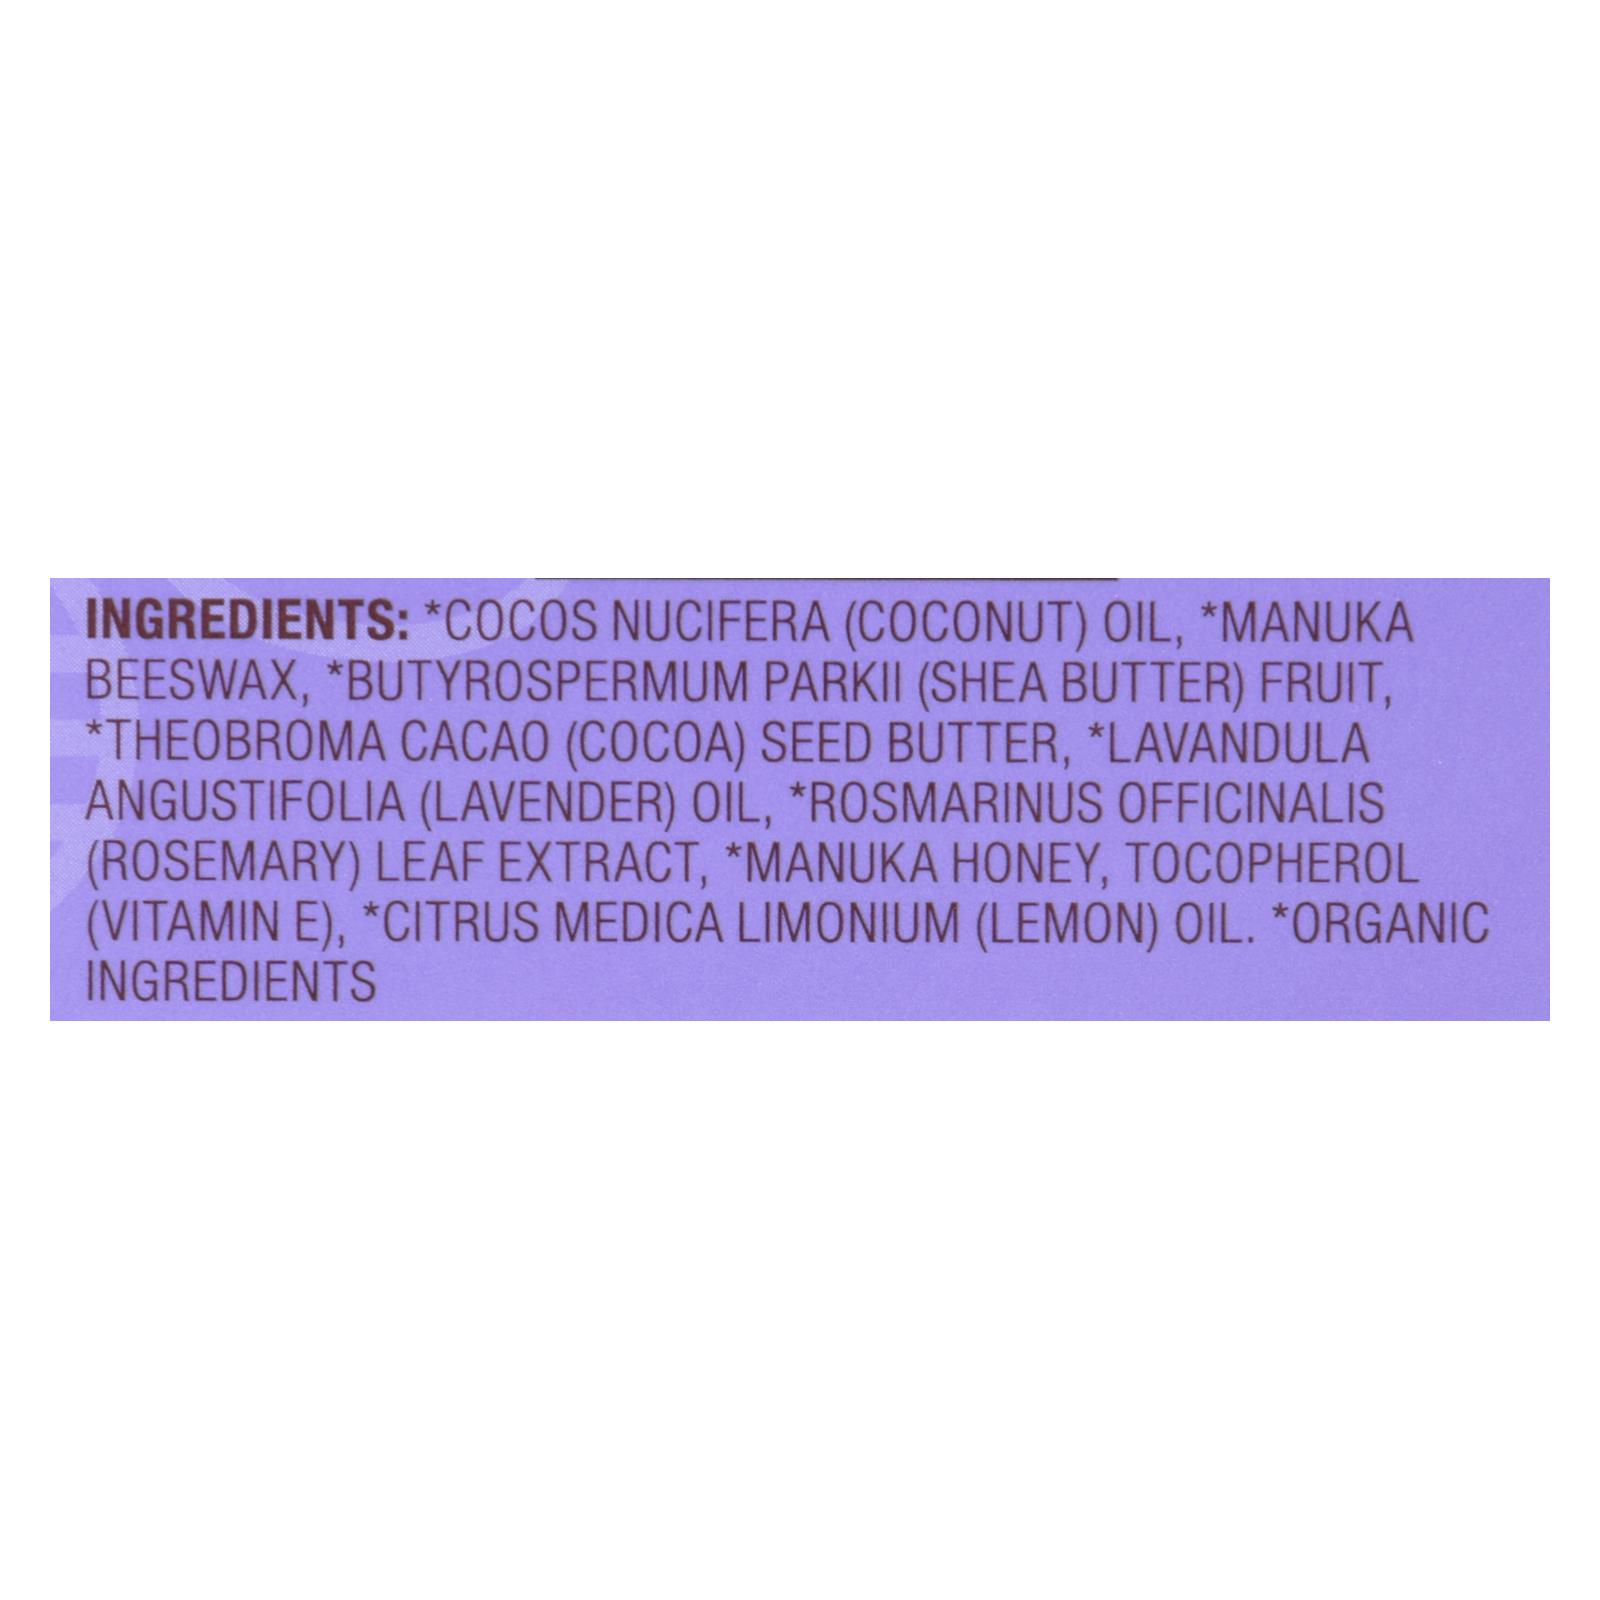 INGREDIENTS: *COCOS NUCIFERA (COCONUT) OIL, *MANUKA
BEESWAX, *BUTYROSPERMUM PARKII (SHEA BUTTER) FRUIT,
*THEOBROMA CACAO (COCOA) SEED BUTTER, *LAVANDULA
ANGUSTIFOLIA (LAVENDER) OIL, *ROSMARINUS OFFICINALIS
(ROSEMARY) LEAF EXTRACT, *MANUKA HONEY, TOCOPHEROL
(VITAMIN E), *CITRUS MEDICA LIMONIUM (LEMON) OIL. *ORGANIC
INGREDIENTS